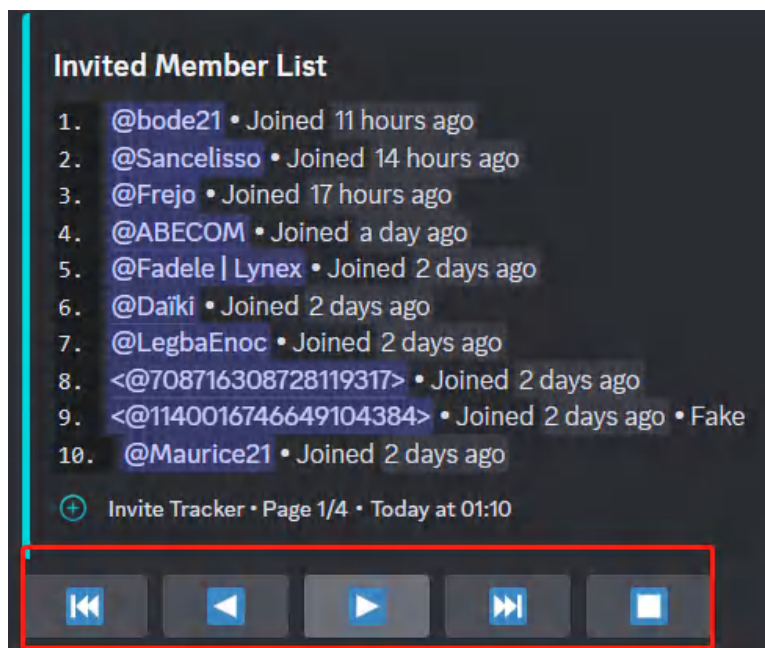 Invited Member List
1. @bode21 • Joined 11 hours ago
2. @Sancelisso • Joined 14 hours ago
3. @Frejo • Joined 17 hours ago
4. @ABECOM • Joined a day ago
5. @Fadele | Lynex • Joined 2 days ago
6. @Daïki • Joined 2 days ago
7. @LegbaEnoc • Joined 2 days ago
8. <@708716308728119317> • Joined 2 days ago
9. <@1140016746649104384> • Joined 2 days ago • Fake
10. @Maurice21 • Joined 2 days ago
Invite Tracker • Page 1/4 • Today at 01:10